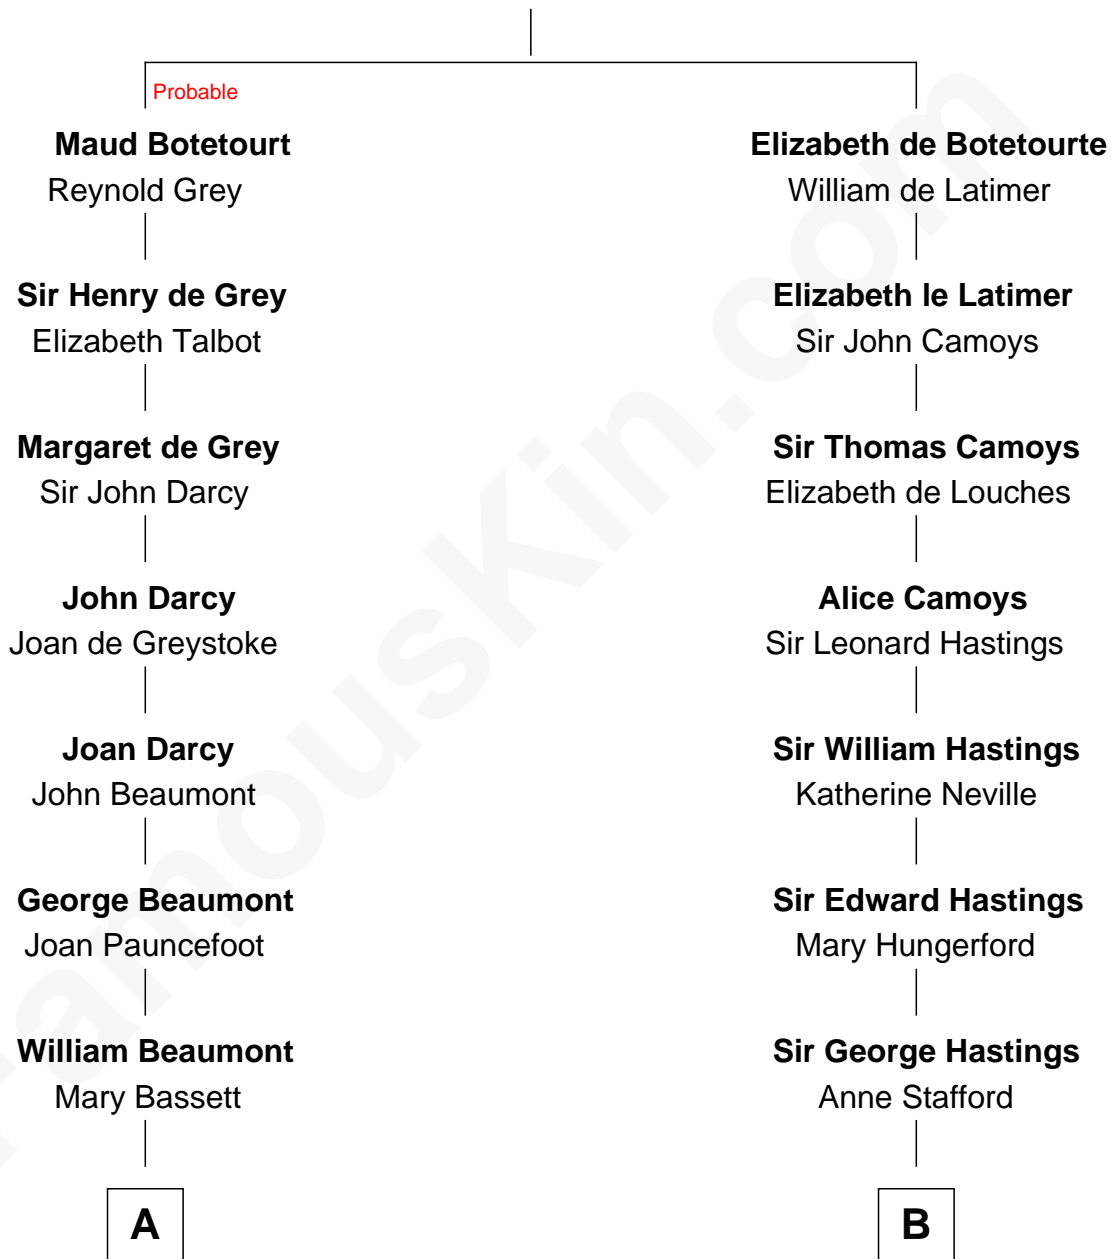 Probable
Maud Botetourt
Reynold Grey
Sir Henry de Grey
Elizabeth Talbot
Margaret de Grey
Sir John Darcy
John Darcy
Joan de Greystoke
Joan Darcy
John Beaumont
George Beaumont
Joan Pauncefoot
William Beaumont
Mary Bassett
A
Elizabeth de Botetourte
William de Latimer
Elizabeth le Latimer
Sir John Camoys
Sir Thomas Camoys
Elizabeth de Louches
Alice Camoys
Sir Leonard Hastings
Sir William Hastings
Katherine Neville
Sir Edward Hastings
Mary Hungerford
Sir George Hastings
Anne Stafford
B
FamousKin.com